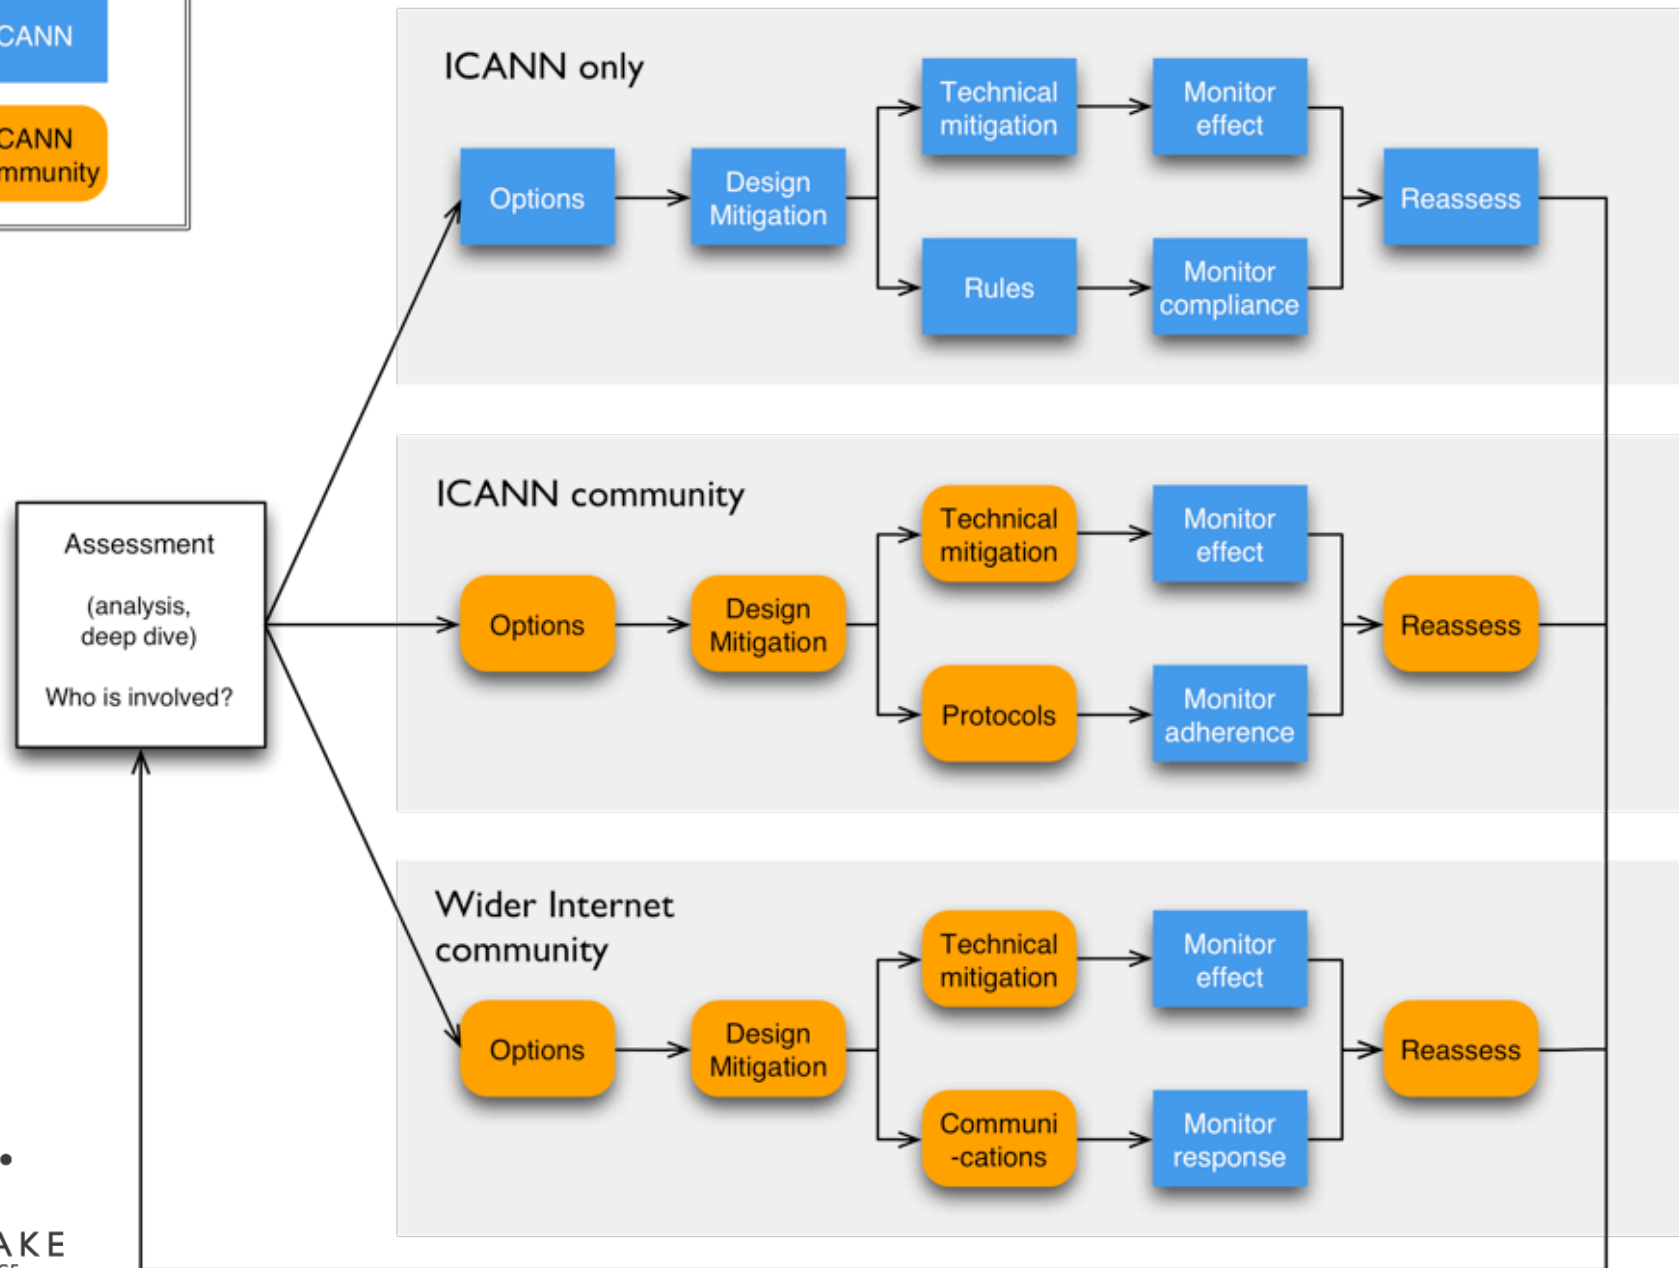 CANN
CANN
mmunity
ICANN only
Options
Design
Mitigation
Technical
mitigation
Monitor
effect
Rules
Monitor
compliance
Reassess
Assessment
(analysis,
deep dive)
Who is involved?
ICANN community
Options
Design
Mitigation
Technical
mitigation
Monitor
effect
Protocols
Monitor
adherence
Reassess
Wider Internet
community
Options
Design
Mitigation
Technical
mitigation
Monitor
effect
Communi
-cations
Monitor
response
Reassess
AKE